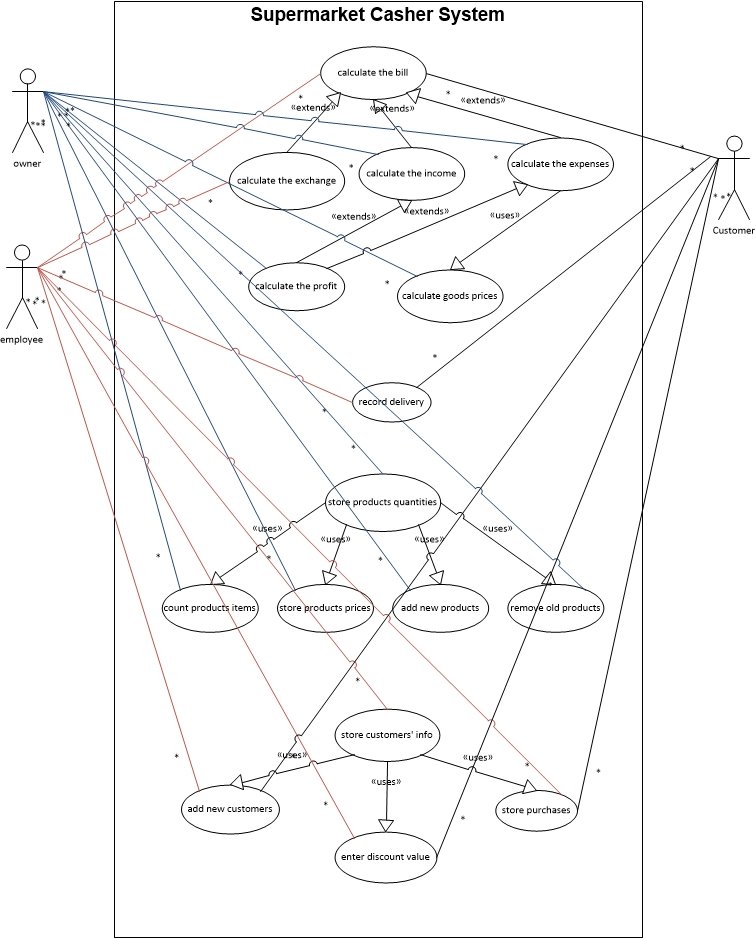 Supermarket Casher System
calculate the bill
«extends»
«extends»
«extends»
owner
calculate the exchange
calculate the income
calculate the expenses
«extends»
«extends»
«uses»
Customer
calculate the profit
calculate goods prices
employee
record delivery
store products quantities
«uses»
«uses»
«uses»
«uses»
count products items
store products prices
add new products
remove old products
store customers' info
«uses»
«uses»
«uses»
add new customers
store purchases
enter discount value